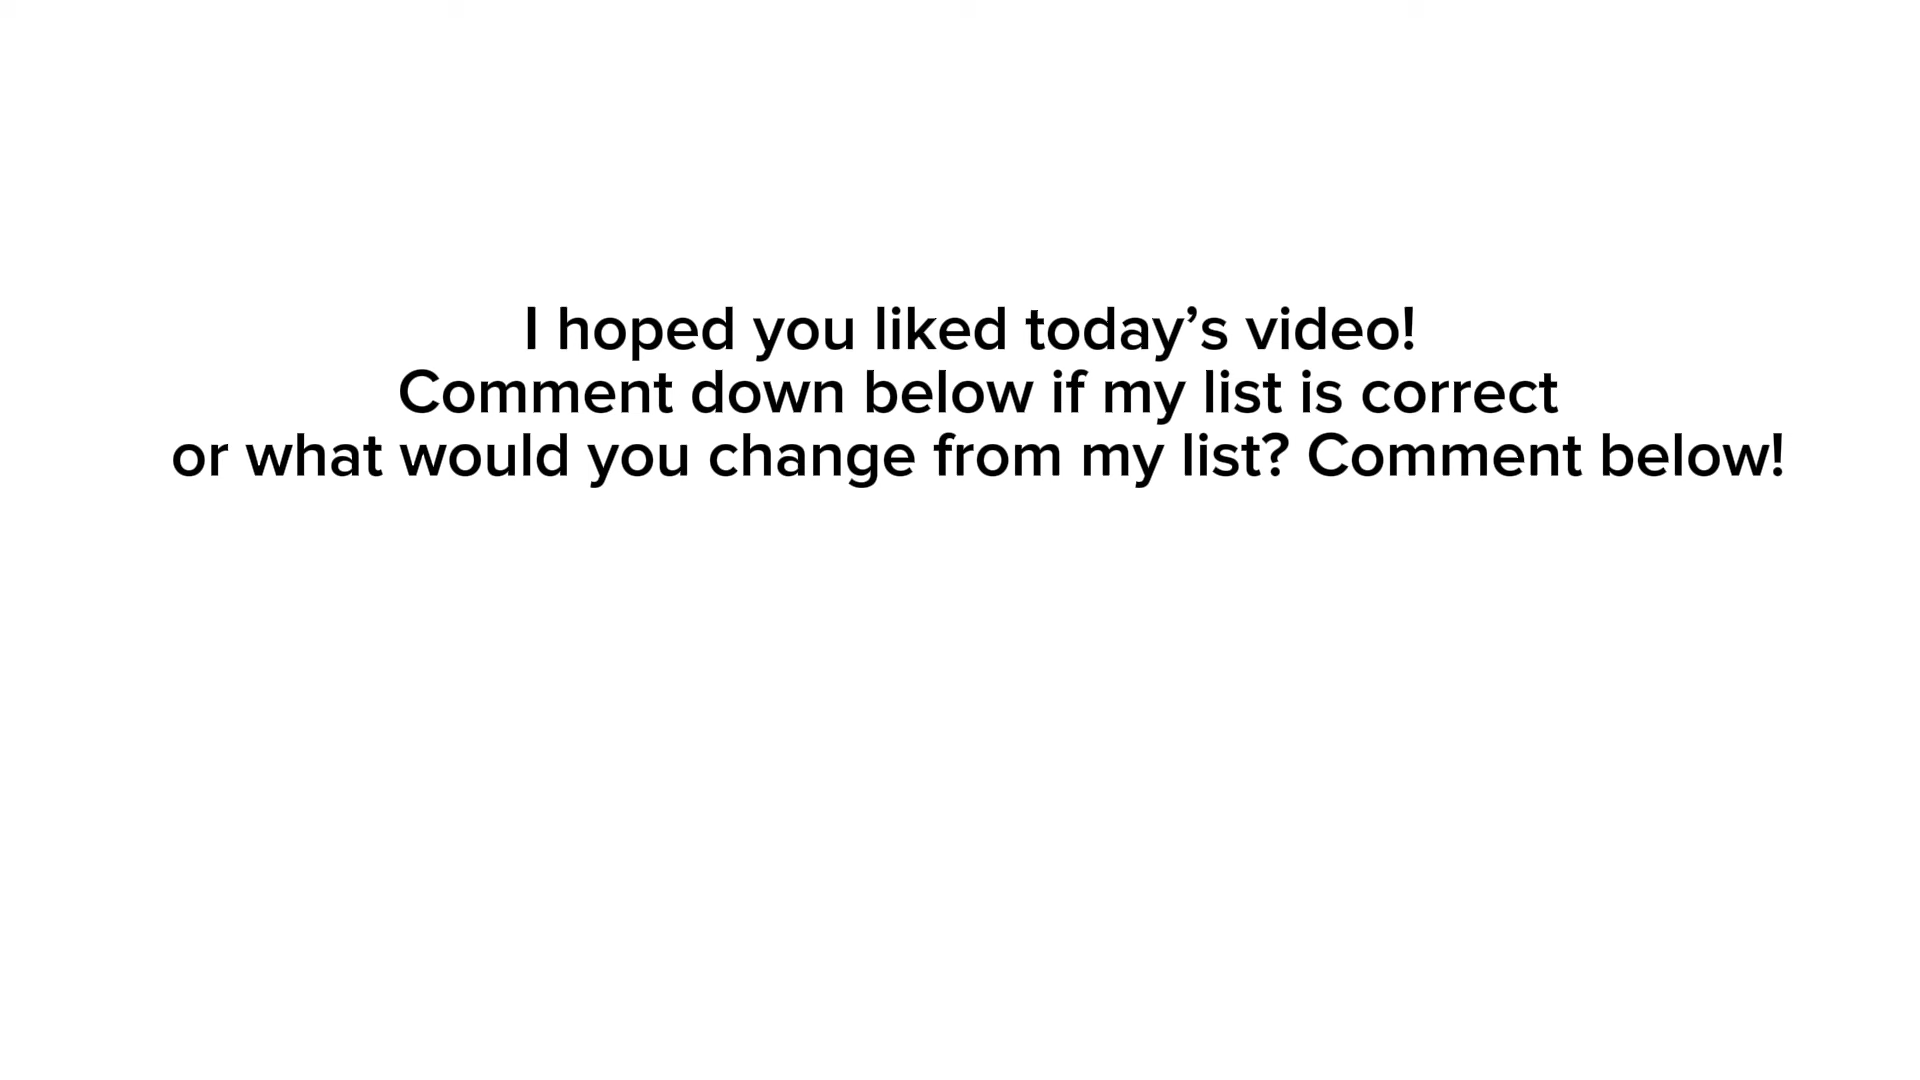 I hoped you liked today’s video!
Comment down below if my list is correct
or what would you change from my list? Comment below!